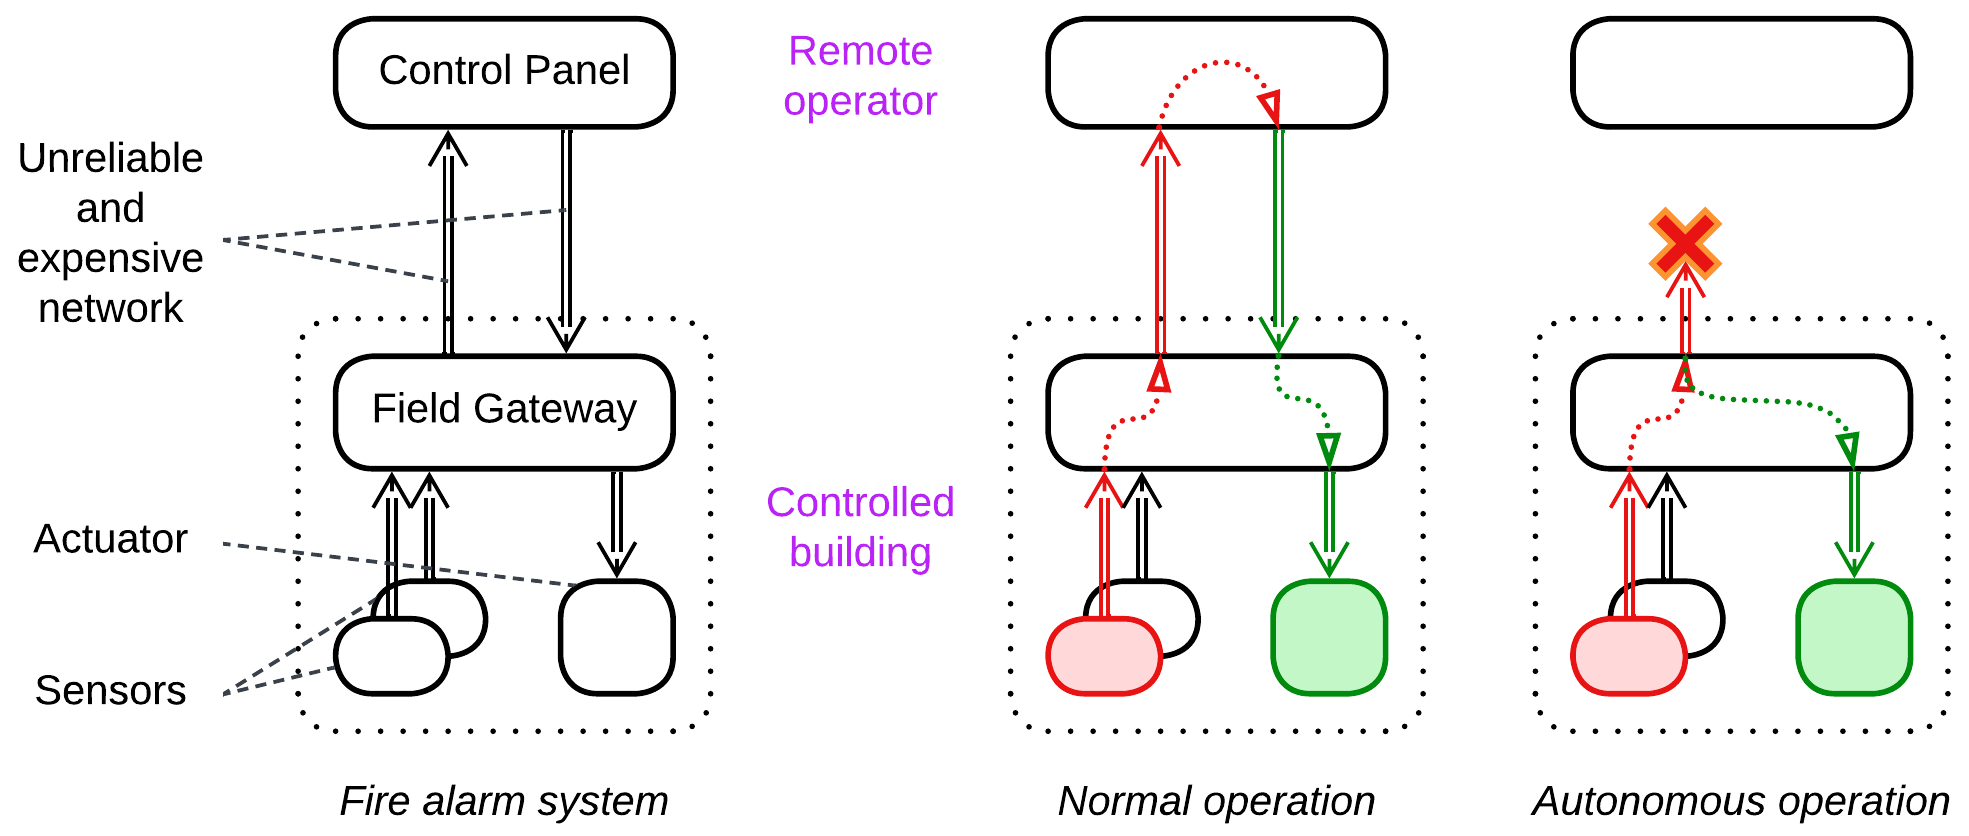 Control Panel
Remote
operator
Unreliable
and
expensive
network
Field Gateway
Controlled
building
Actuator
Sensors
Fire alarm system
Normal operation
Autonomous operation